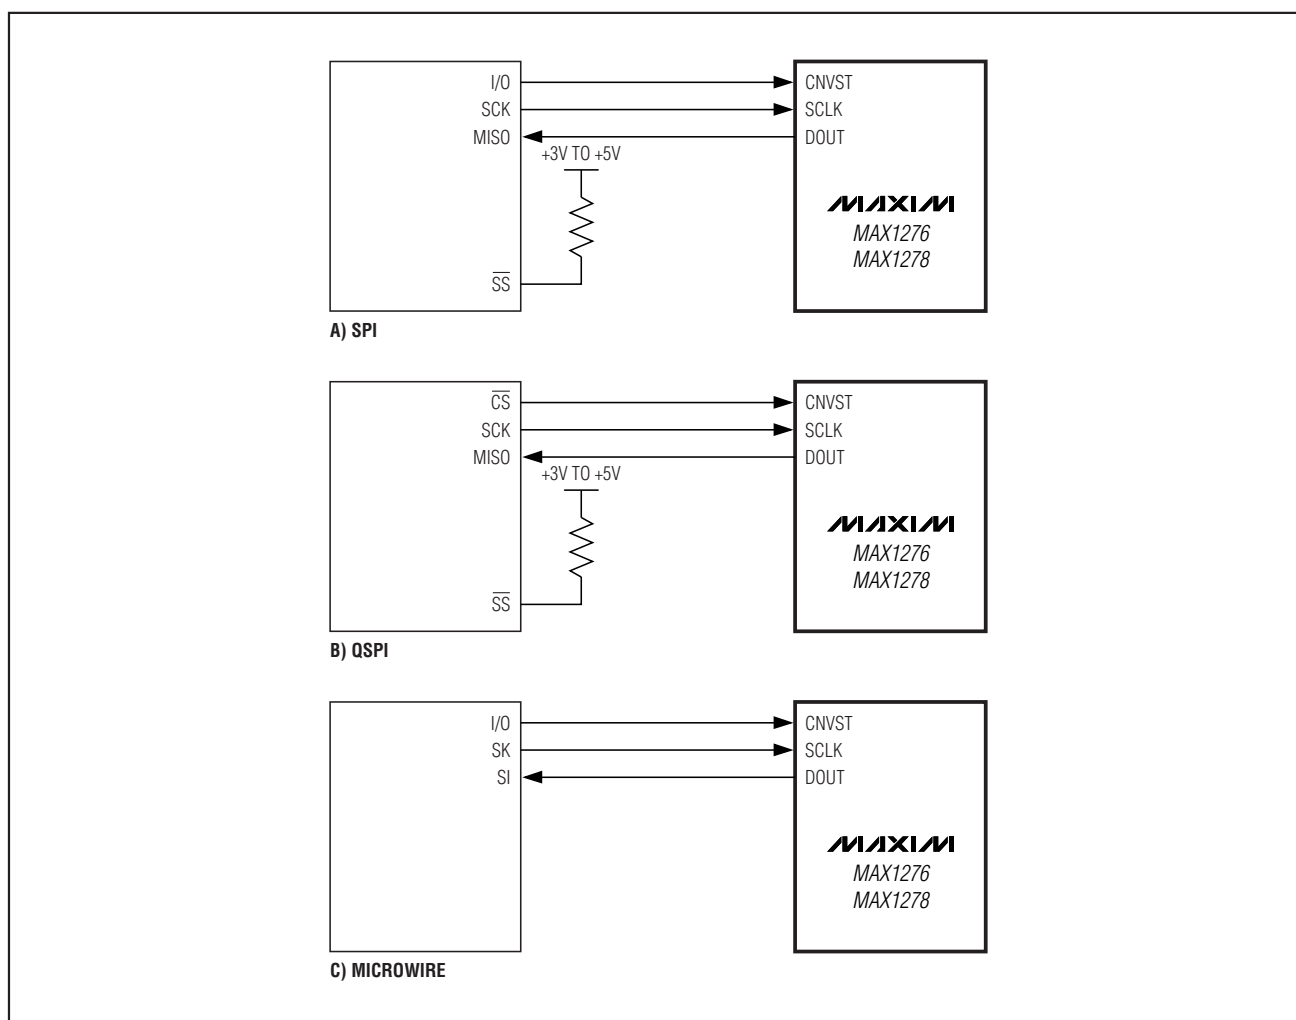 I/O
SCK
MISO
+3V TO +5V
SS
CNVST
SCLK
DOUT
MAXIM
MAX1276
MAX1278
A) SPI
CS
SCK
MISO
+3V TO +5V
SS
CNVST
SCLK
DOUT
MAXIM
MAX1276
MAX1278
B) QSPI
I/O
SK
SI
CNVST
SCLK
DOUT
MAXIM
MAX1276
MAX1278
C) MICROWIRE